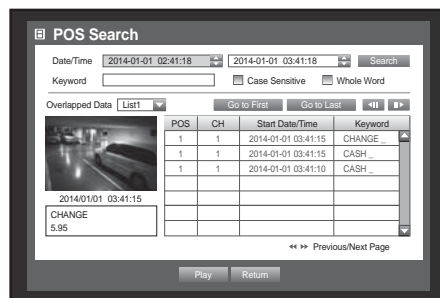 POS Search
Date/Time 2014-01-01 02:41:18 2014-01-01 03:41:18 Search
Keyword Case Sensitive Whole Word
Overlapped Data List1 Go to First Go to Last
POS CH Start Date/Time Keyword
1 1 2014-01-01 03:41:15 CHANGE _
1 1 2014-01-01 03:41:15 CASH _
1 1 2014-01-01 03:41:10 CASH _
2014/01/01 03:41:15
CHANGE
5.95
Previous/Next Page
Play Return